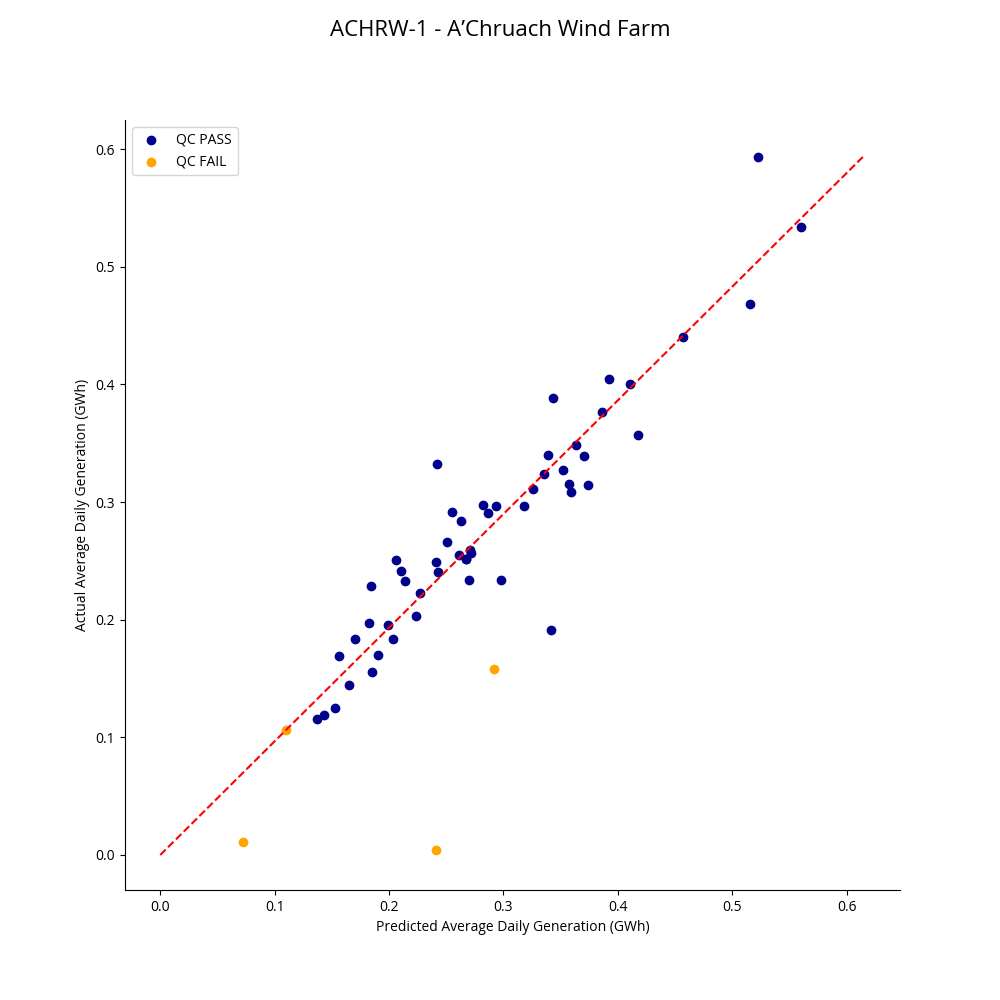 ACHRW-1 - A’Chruach Wind Farm
QC PASS
QC FAIL
0.6
0.5
0.4
0.3
0.2
0.1
0.0
Actual Average Daily Generation (GWh)
0.0 0.1 0.2 0.3 0.4 0.5 0.6
Predicted Average Daily Generation (GWh)